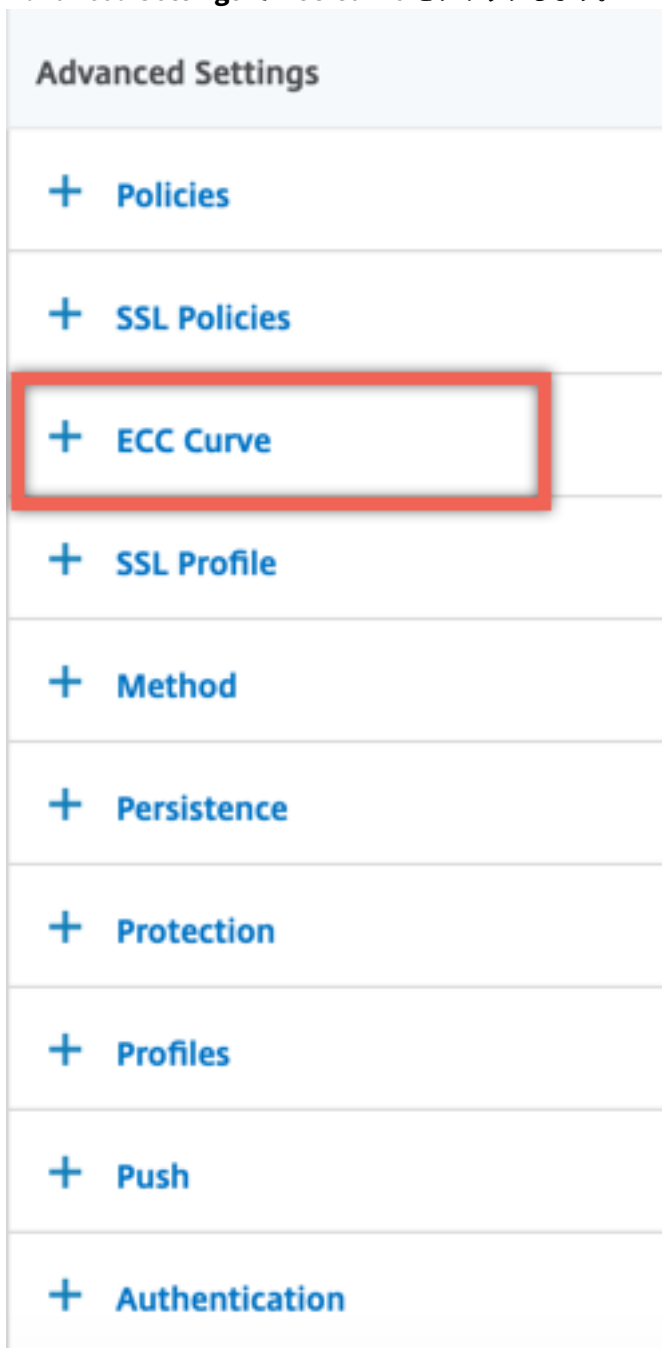 Advanced Settings
+ Policies
+ SSL Policies
+ ECC Curve
+ SSL Profile
+ Method
+ Persistence
+ Protection
+ Profiles
+ Push
+ Authentication